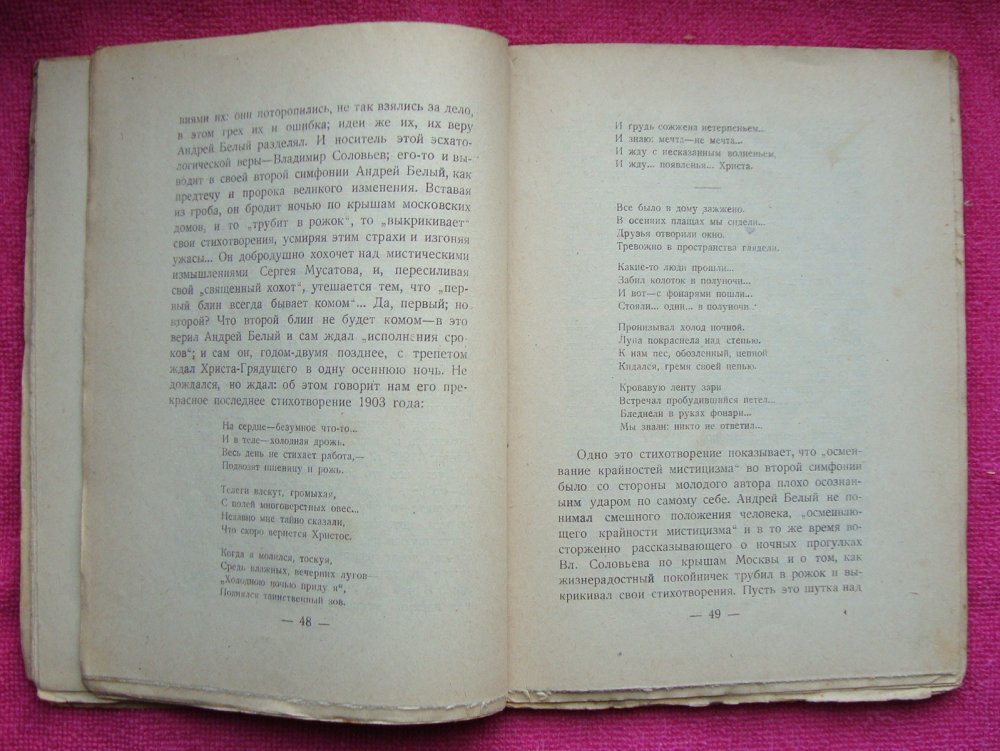 ниями их: они поторопились, не так взялись за дело,
в этом грех их и ошибка; идеи же их, их веру
Андрей Белый разделял. И носитель этой эсхато-
логической веры—Владимир Соловьев; его-то и вы-
водит в своей второй симфонии Андрей Белый, как
предтечу и пророка великого изменения. Вставая
из гроба, он бродит ночью по крышам московских
домов, и то „трубит в рожок“, то „выкрикивает“
свои стихотворения, усмиряя этим страхи и изгоняя
ужасы... Он добродушно хохочет над мистическими
измышлениями Сергея Мусатова, и, пересиливая
свой „священный хохот“, утешается тем, что „пер-
вый блин всегда бывает комом“... Да, первый; но
второй? Что второй блин не будет комом—в это
верил Андрей Белый и сам ждал „исполнения сро-
ков“; и сам он, годом-двумя позднее, с трепетом
ждал Христа-Грядущего в одну осеннюю ночь. Не
дождался, но ждал: об этом говорит нам его пре-
красное последнее стихотворение 1903 года:
На сердце—безумное что-то...
И в теле—холодная дрожь.
Весь день не стихает работа,—
Подвозят пшеницу и рожь.
Телеги влекут, громыхая,
С полей многоверстных овес...
Недавно мне тайно сказали,
Что скоро вернется Христос.
Когда я молился, тоскуя,
Средь влажных, вечерних лугов—
„Холодною ночью приду я“,
Появился таинственный зов.
— 48 —
И грудь сожжена нетерпеньем...
И знаю: мечта—не мечта...
И жду с несказанным волненьем,
И жду... появленья... Христа.
Все было в дому зажжено.
В осенних плащах мы сидели...
Друзья отворили окно.
Тревожно в пространства глядели.
Какие-то люди прошли...
Забил колоток в полуночи...
И вот—с фонарями пошли...
Стояли... одни... в полуночи.
Пронизывал холод ночной.
Луна покраснела над степью.
К нам пес, обозленный, цепной
Кидался, гремя своей цепью.
Кровавую ленту зари
Встречал пробудившийся петел...
Бледнели в руках фонари...
Мы звали: никто не ответил...
Одно это стихотворение показывает, что „осмеи-
вание крайностей мистицизма“ во второй симфонии
было со стороны молодого автора плохо осознан-
ным ударом по самому себе. Андрей Белый не по-
нимал смешного положения человека, „осмеиваю-
щего крайности мистицизма“ и в то же время во-
сторженно рассказывающего о ночных прогулках
Вл. Соловьева по крышам Москвы и о том, как
жизнерадостный покойничек трубил в рожок и вы-
крикивал свои стихотворения. Пусть это шутка над
— 49 —